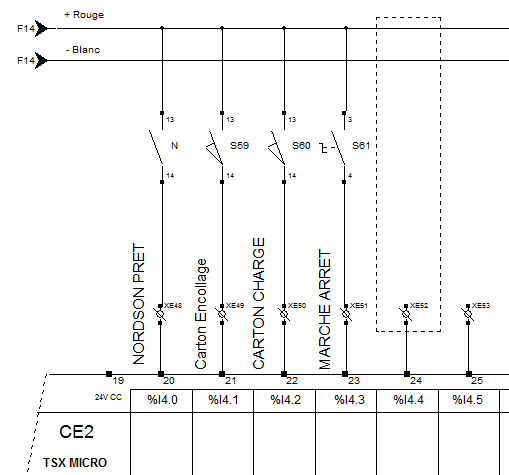 + Rouge
F14
- Blanc
F14
13 13 13 3
N S59 S60 S61
14 14 14 4
NORDSON PRET
Carton Encollage
CARTON CHARGE
MARCHE ARRET
XE48 XE49 XE50 XE51 XE52 XE53
19 20 21 22 23 24 25
24V CC %I4.0 %I4.1 %I4.2 %I4.3 %I4.4 %I4.5
CE2
TSX MICRO